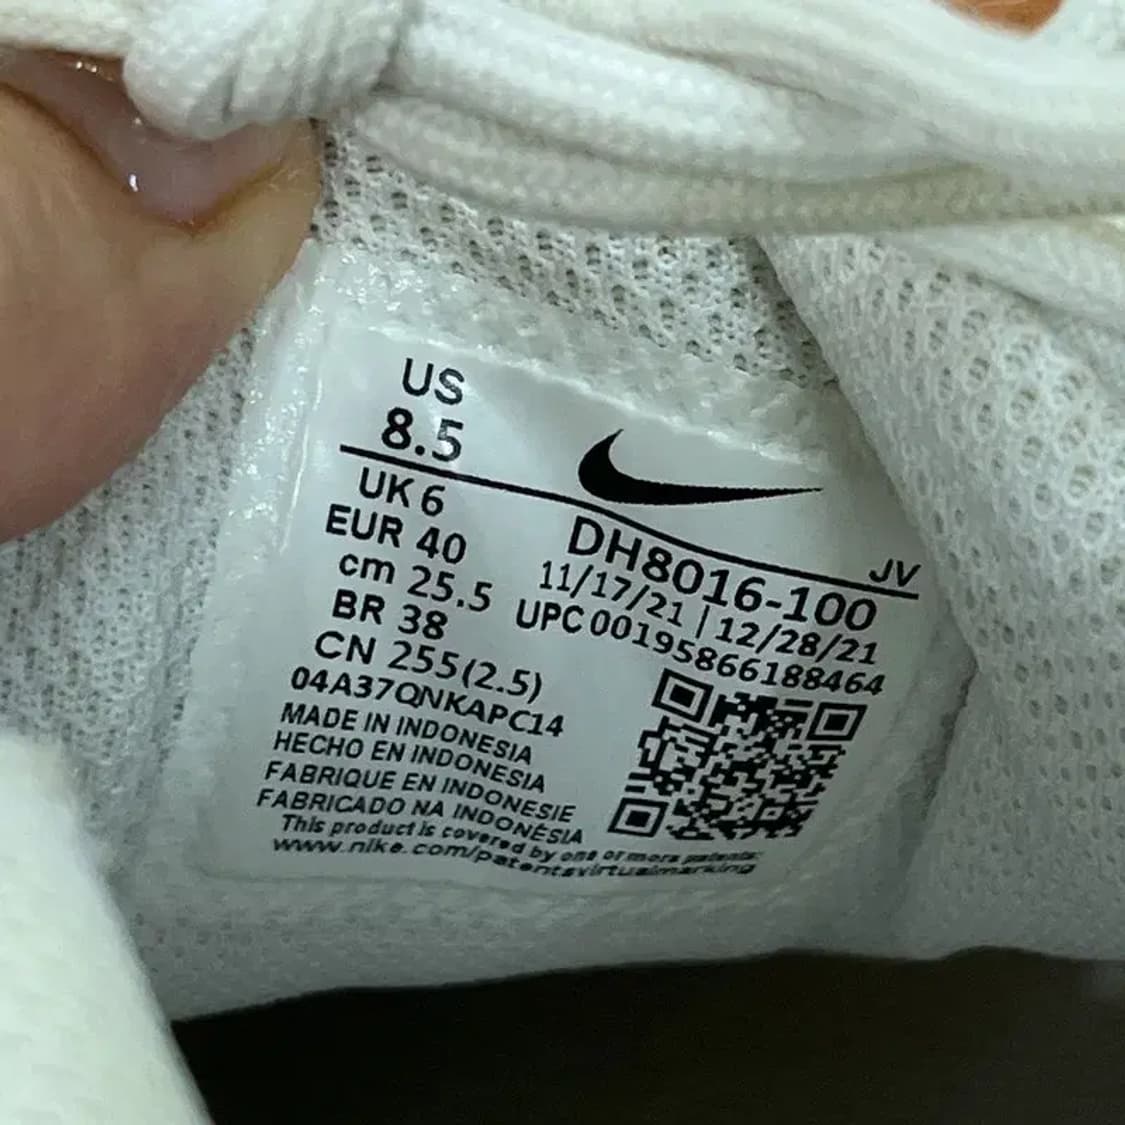 US
8.5
UK 6
EUR 40
cm 25.5
BR 38
CN 255(2.5)
04A37QNKAPC14
MADE IN INDONESIA
HECHO EN INDONESIA
FABRIQUE EN INDONESIE
FABRICADO NA INDONÉSIA
This product is covered by one or more patents:
www.nike.com/patentsvirtualmarking
JV
DH8016-100
11/17/21 | 12/28/21
UPC 00195866188464